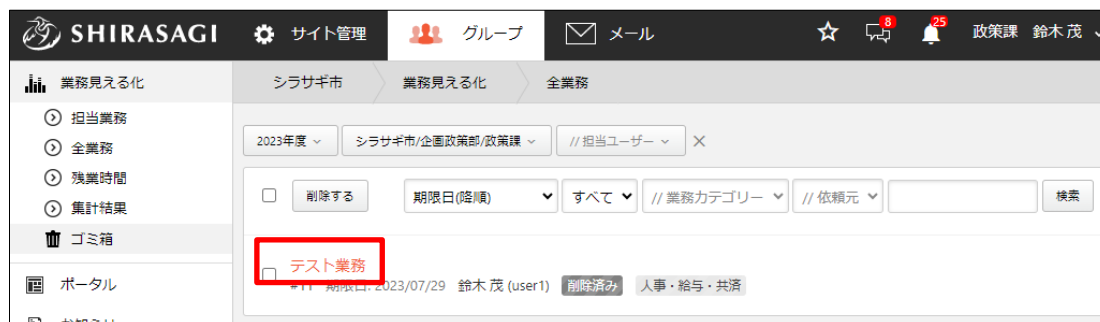 SHIRASAGI サイト管理 グループ メール 8 25 政策課 鈴木 茂
業務見える化 シラサギ市 業務見える化 全業務
担当業務
全業務
残業時間
集計結果
ゴミ箱
ポータル
2023年度 シラサギ市/企画政策部/政策課 // 担当ユーザー
削除する 期限日(降順) すべて // 業務カテゴリー // 依頼元 検索
テスト業務
期限日: 2023/07/29 鈴木 茂 (user1) 削除済み 人事・給与・共済